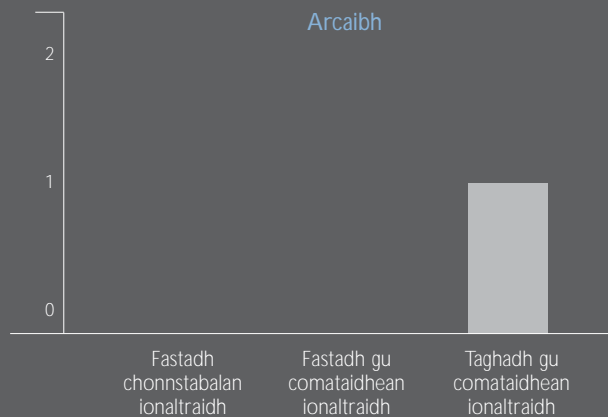 Arcaibh
2
1
0
Fastadh
chonnstabalan
ionaltraidh
Fastadh gu
comataidhean
ionaltraidh
Taghadh gu
comataidhean
ionaltraidh